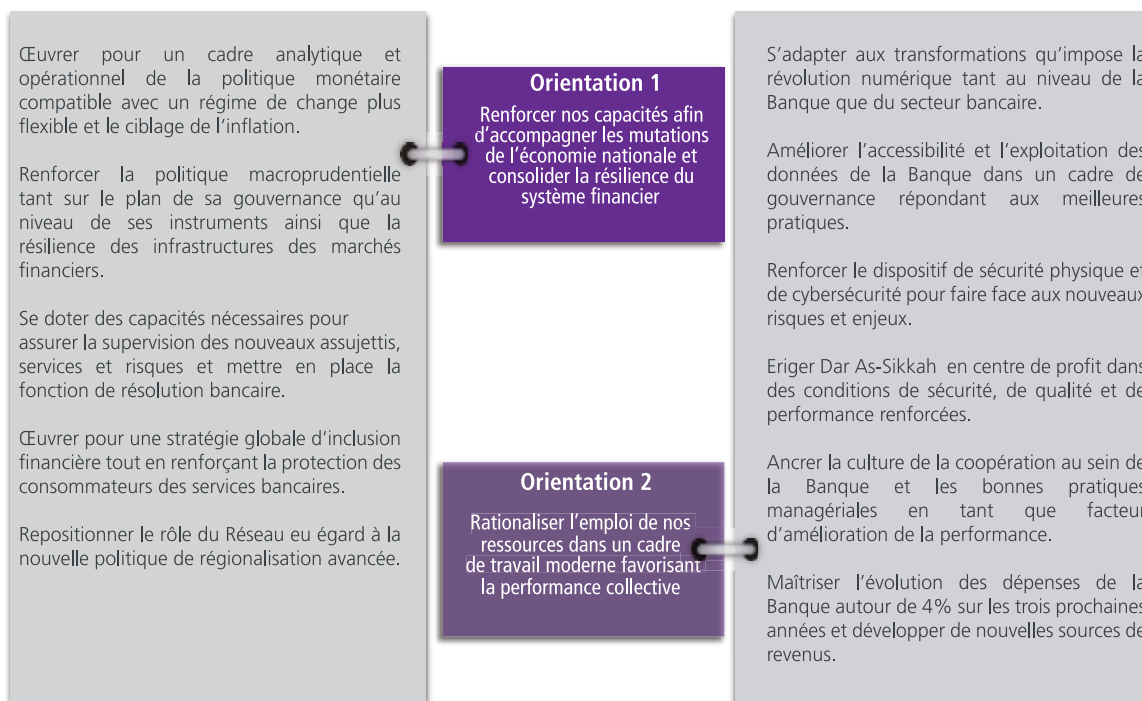 Œuvrer pour un cadre analytique et
opérationnel de la politique monétaire
compatible avec un régime de change plus
flexible et le ciblage de l’inflation.
Renforcer la politique macroprudentielle
tant sur le plan de sa gouvernance qu’au
niveau de ses instruments ainsi que la
résilience des infrastructures des marchés
financiers.
Se doter des capacités nécessaires pour
assurer la supervision des nouveaux assujettis,
services et risques et mettre en place la
fonction de résolution bancaire.
Œuvrer pour une stratégie globale d’inclusion
financière tout en renforçant la protection des
consommateurs des services bancaires.
Repositionner le rôle du Réseau eu égard à la
nouvelle politique de régionalisation avancée.
Orientation 1
Renforcer nos capacités afin
d’accompagner les mutations
de l’économie nationale et
consolider la résilience du
système financier
Orientation 2
Rationaliser l’emploi de nos
ressources dans un cadre
de travail moderne favorisant
la performance collective
S’adapter aux transformations qu’impose la
révolution numérique tant au niveau de la
Banque que du secteur bancaire.
Améliorer l’accessibilité et l’exploitation des
données de la Banque dans un cadre de
gouvernance répondant aux meilleures
pratiques.
Renforcer le dispositif de sécurité physique et
de cybersécurité pour faire face aux nouveaux
risques et enjeux.
Eriger Dar As-Sikkah en centre de profit dans
des conditions de sécurité, de qualité et de
performance renforcées.
Ancrer la culture de la coopération au sein de
la Banque et les bonnes pratiques
managériales en tant que facteur
d’amélioration de la performance.
Maîtriser l’évolution des dépenses de la
Banque autour de 4% sur les trois prochaines
années et développer de nouvelles sources de
revenus.